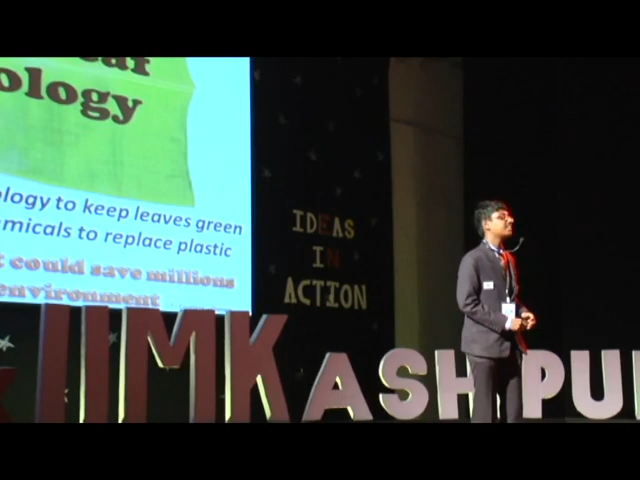 ology
ology to keep leaves green
micals to replace plastic
t could save millions
environment
IDEAS
IN
ACTION
IIMKASHPU